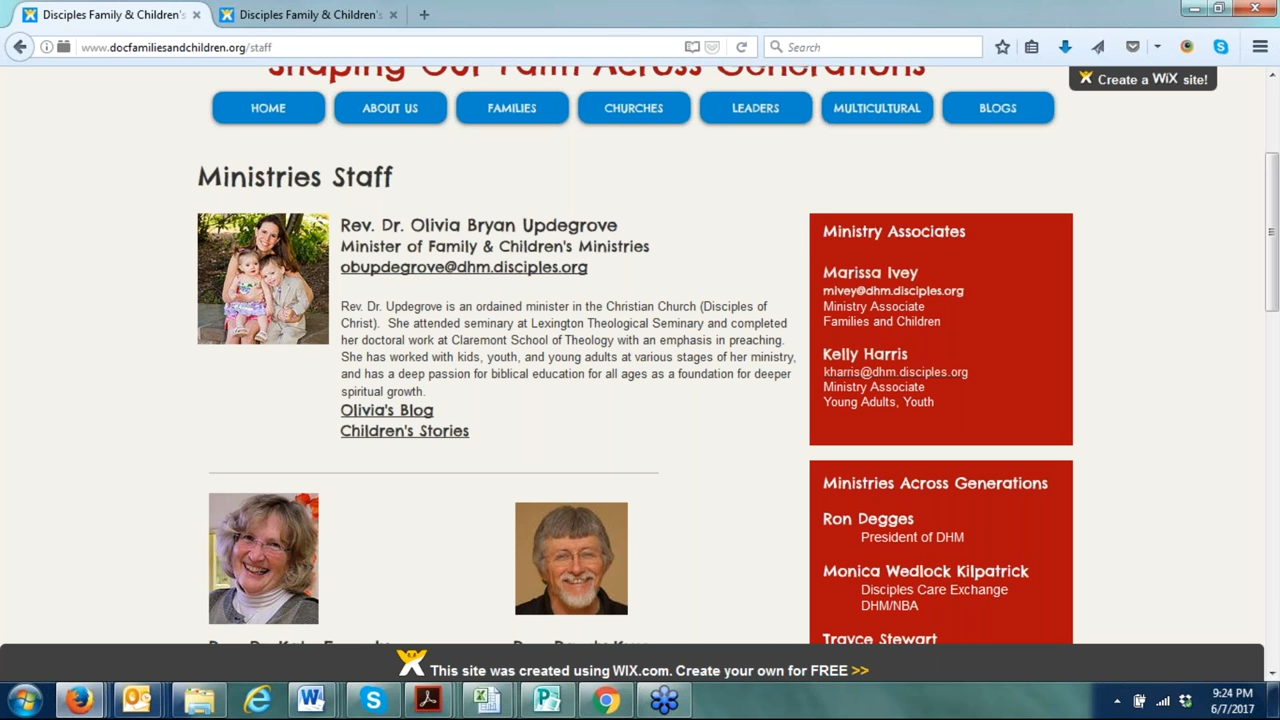 Disciples Family & Children's
Disciples Family & Children's
www.docfamiliesandchildren.org/staff
Search
Shaping Our Faith Across Generations
Create a WiX site!
HOME
ABOUT US
FAMILIES
CHURCHES
LEADERS
MULTICULTURAL
BLOGS
Ministries Staff
Rev. Dr. Olivia Bryan Updegrove
Minister of Family & Children's Ministries
obupdegrove@dhm.disciples.org
Rev. Dr. Updegrove is an ordained minister in the Christian Church (Disciples of
Christ). She attended seminary at Lexington Theological Seminary and completed
her doctoral work at Claremont School of Theology with an emphasis in preaching.
She has worked with kids, youth, and young adults at various stages of her ministry,
and has a deep passion for biblical education for all ages as a foundation for deeper
spiritual growth.
Olivia's Blog
Children's Stories
Ministry Associates
Marissa Ivey
mivey@dhm.disciples.org
Ministry Associate
Families and Children
Kelly Harris
kharris@dhm.disciples.org
Ministry Associate
Young Adults, Youth
Ministries Across Generations
Ron Degges
President of DHM
Monica Wedlock Kilpatrick
Disciples Care Exchange
DHM/NBA
Trayce Stewart
This site was created using WIX.com. Create your own for FREE >>
9:24 PM
6/7/2017